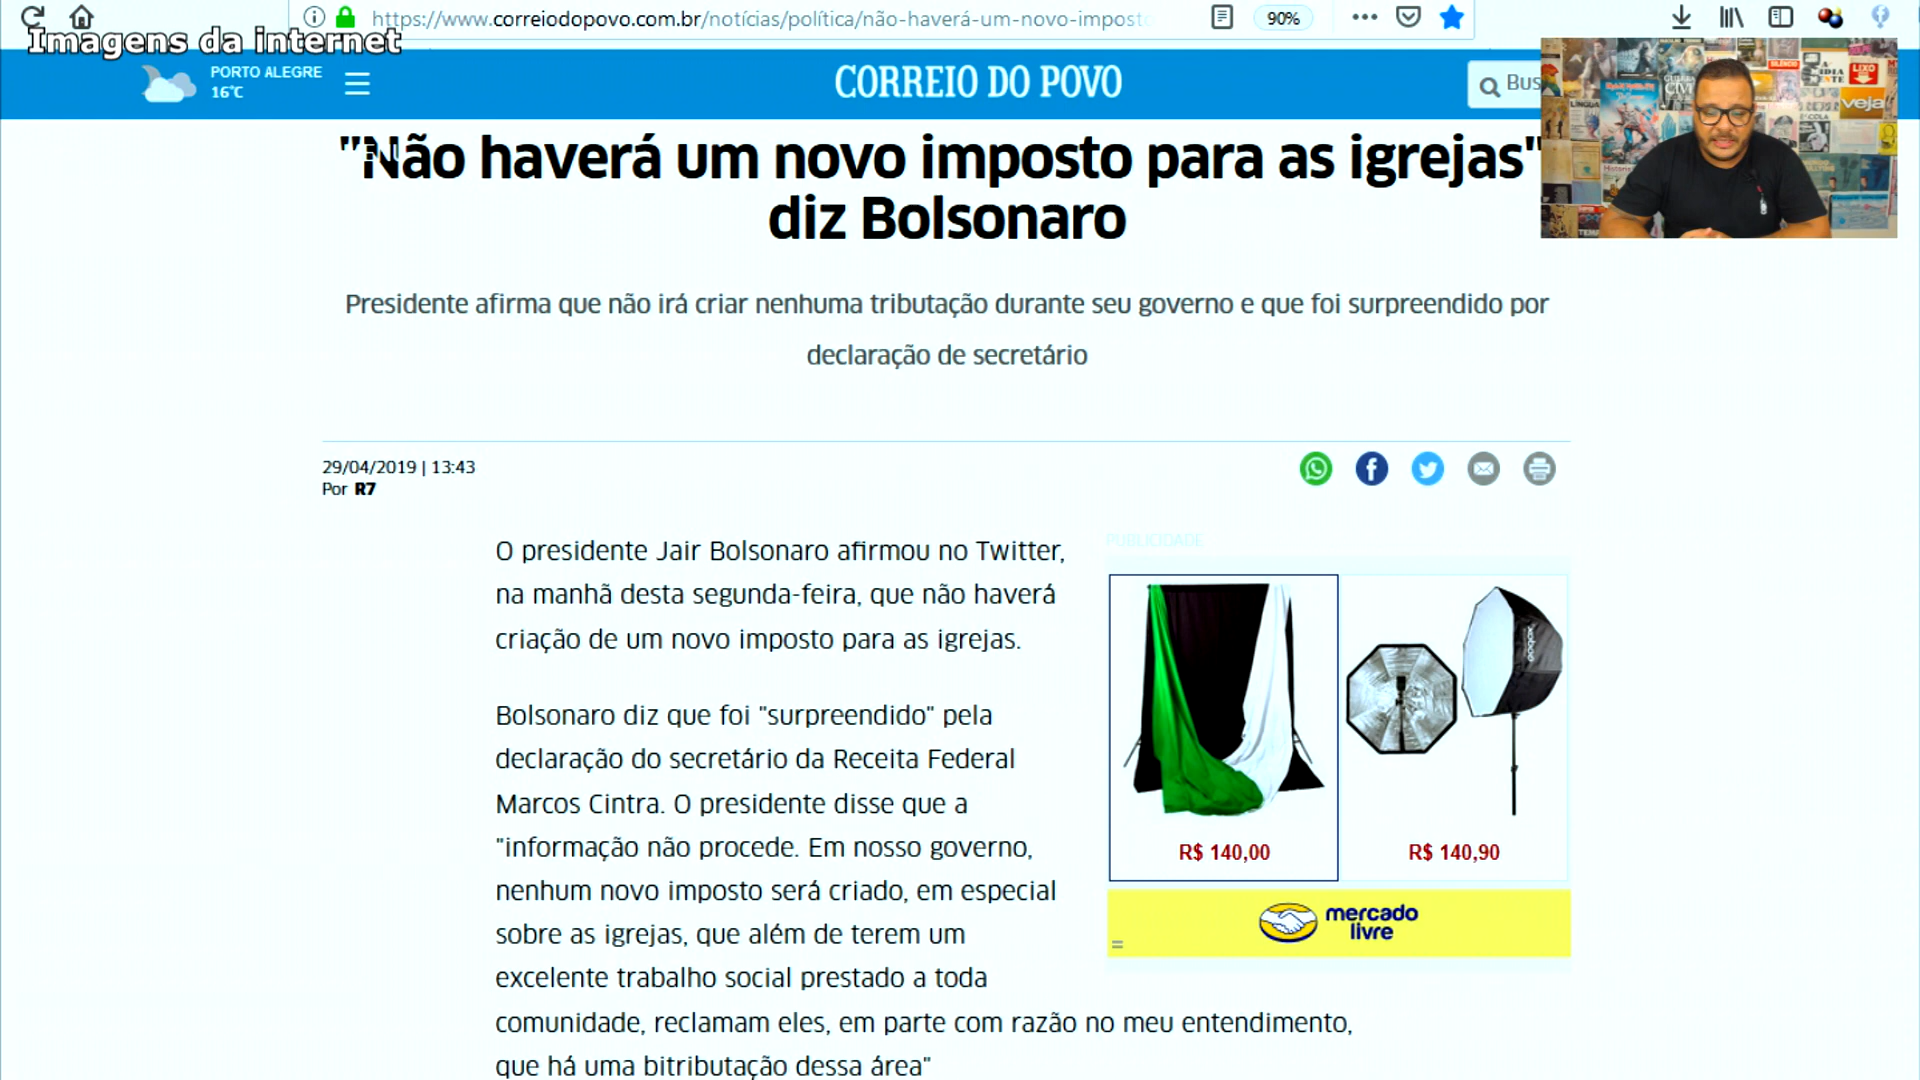 https://www.correiodopovo.com.br/notícias/política/não-haverá-um-novo-impost
90%
Imagens da internet
PORTO ALEGRE
16°C
CORREIO DO POVO
Bus
"Não haverá um novo imposto para as igrejas"
diz Bolsonaro
Presidente afirma que não irá criar nenhuma tributação durante seu governo e que foi surpreendido por
declaração de secretário
29/04/2019 | 13:43
Por R7
O presidente Jair Bolsonaro afirmou no Twitter,
na manhã desta segunda-feira, que não haverá
criação de um novo imposto para as igrejas.
Bolsonaro diz que foi "surpreendido" pela
declaração do secretário da Receita Federal
Marcos Cintra. O presidente disse que a
"informação não procede. Em nosso governo,
nenhum novo imposto será criado, em especial
sobre as igrejas, que além de terem um
excelente trabalho social prestado a toda
comunidade, reclamam eles, em parte com razão no meu entendimento,
que há uma bitributação dessa área"
PUBLICIDADE
R$ 140,00
R$ 140,90
mercado
livre
LIXO
veja